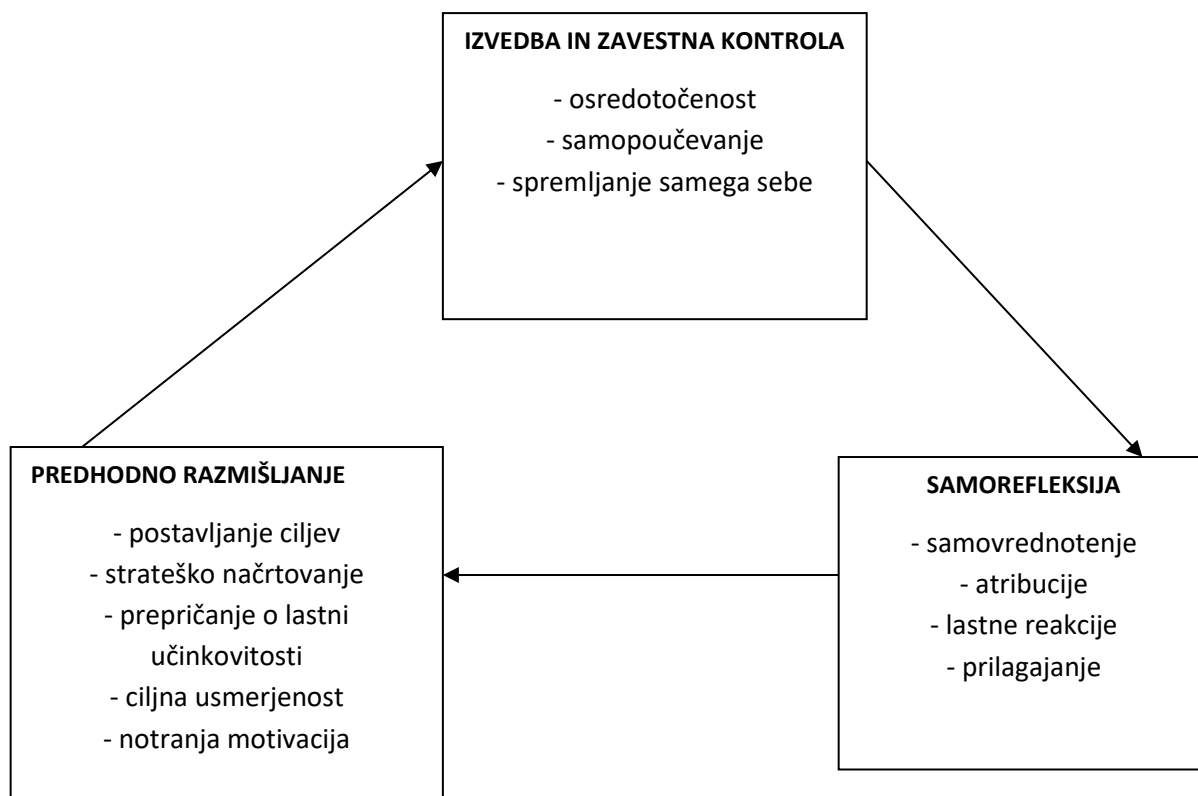 IZVEDBA IN ZAVESTNA KONTROLA
- osredotočenost
- samopoučevanje
- spremljanje samega sebe
PREDHODNO RAZMIŠLJANJE
- postavljanje ciljev
- strateško načrtovanje
- prepričanje o lastni
učinkovitosti
- ciljna usmerjenost
- notranja motivacija
SAMOREFLEKSIJA
- samovrednotenje
- atribucije
- lastne reakcije
- prilagajanje